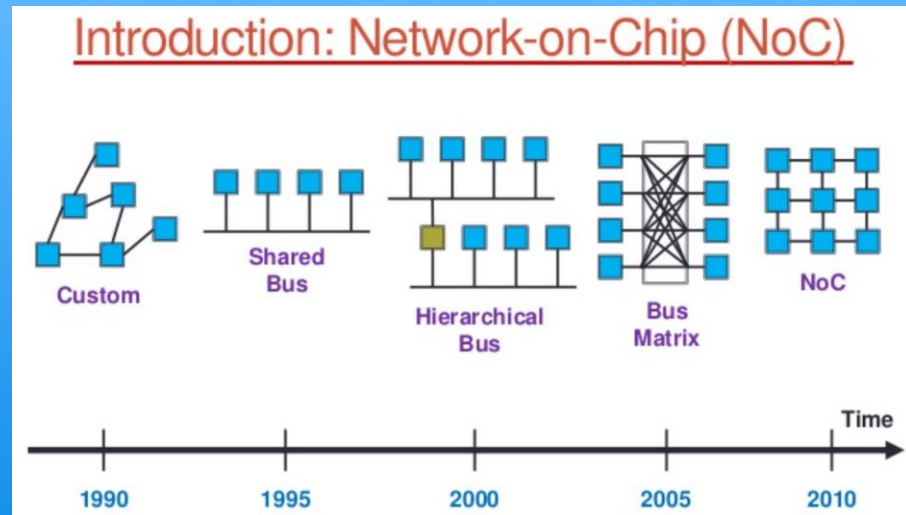 Introduction: Network-on-Chip (NoC)
Custom
Shared
Bus
Hierarchical
Bus
Bus
Matrix
NoC
Time
1990
1995
2000
2005
2010